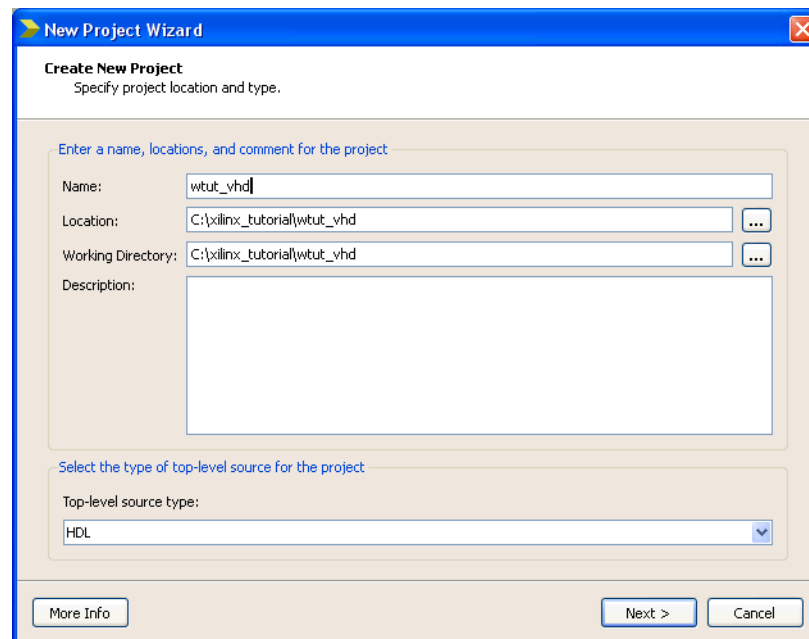 New Project Wizard
Create New Project
Specify project location and type.
Enter a name, locations, and comment for the project
Name: wtut_vhd
Location: C:\xilinx_tutorial\wtut_vhd ...
Working Directory: C:\xilinx_tutorial\wtut_vhd ...
Description:
Select the type of top-level source for the project
Top-level source type:
HDL
More Info Next > Cancel